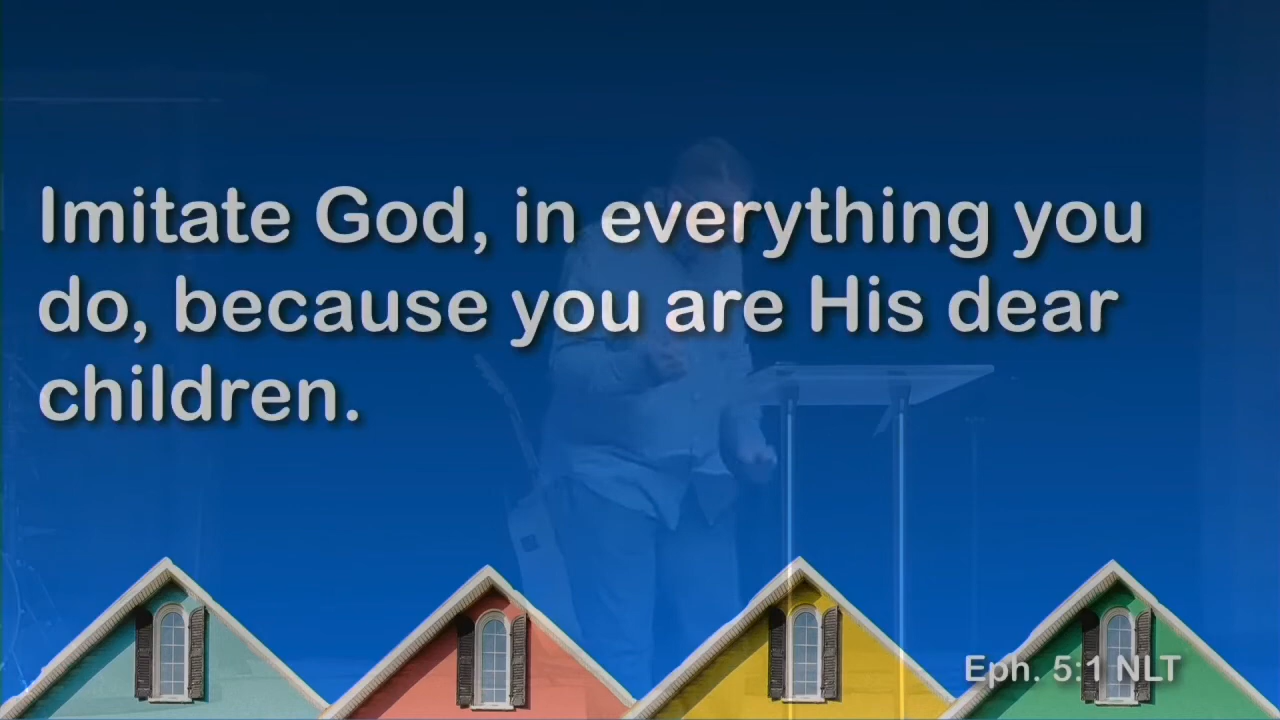 Imitate God, in everything you
do, because you are His dear
children.
Eph. 5:1 NLT